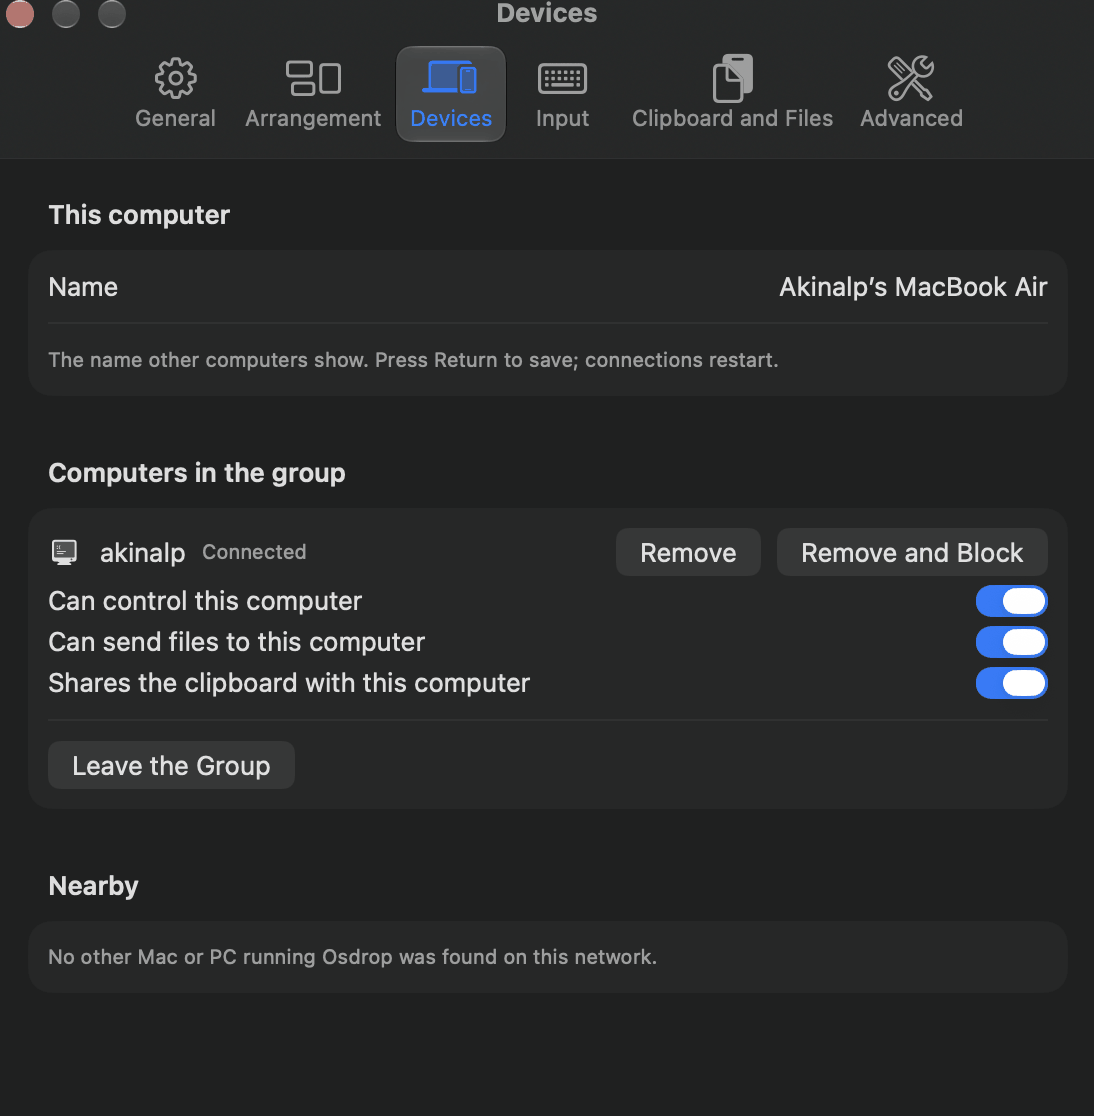 Devices
General
Arrangement
Devices
Input
Clipboard and Files
Advanced
This computer
Name
Akinalp’s MacBook Air
The name other computers show. Press Return to save; connections restart.
Computers in the group
akinalp Connected
Remove
Remove and Block
Can control this computer
Can send files to this computer
Shares the clipboard with this computer
Leave the Group
Nearby
No other Mac or PC running Osdrop was found on this network.